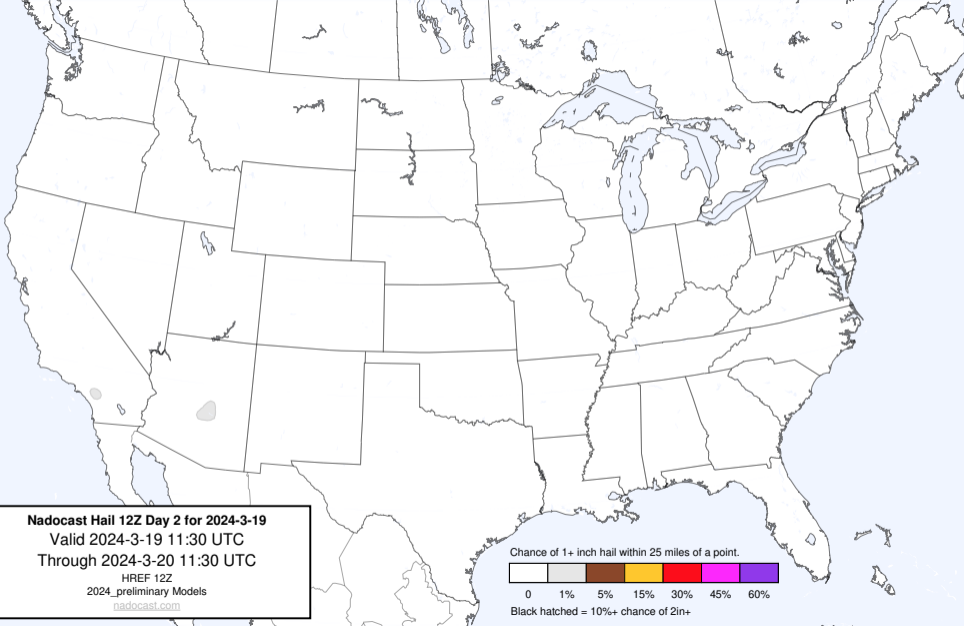 Nadocast Hail 12Z Day 2 for 2024-3-19
Valid 2024-3-19 11:30 UTC
Through 2024-3-20 11:30 UTC
HREF 12Z
2024_preliminary Models
nadocast.com
Chance of 1+ inch hail within 25 miles of a point.
0 1% 5% 15% 30% 45% 60%
Black hatched = 10%+ chance of 2in+